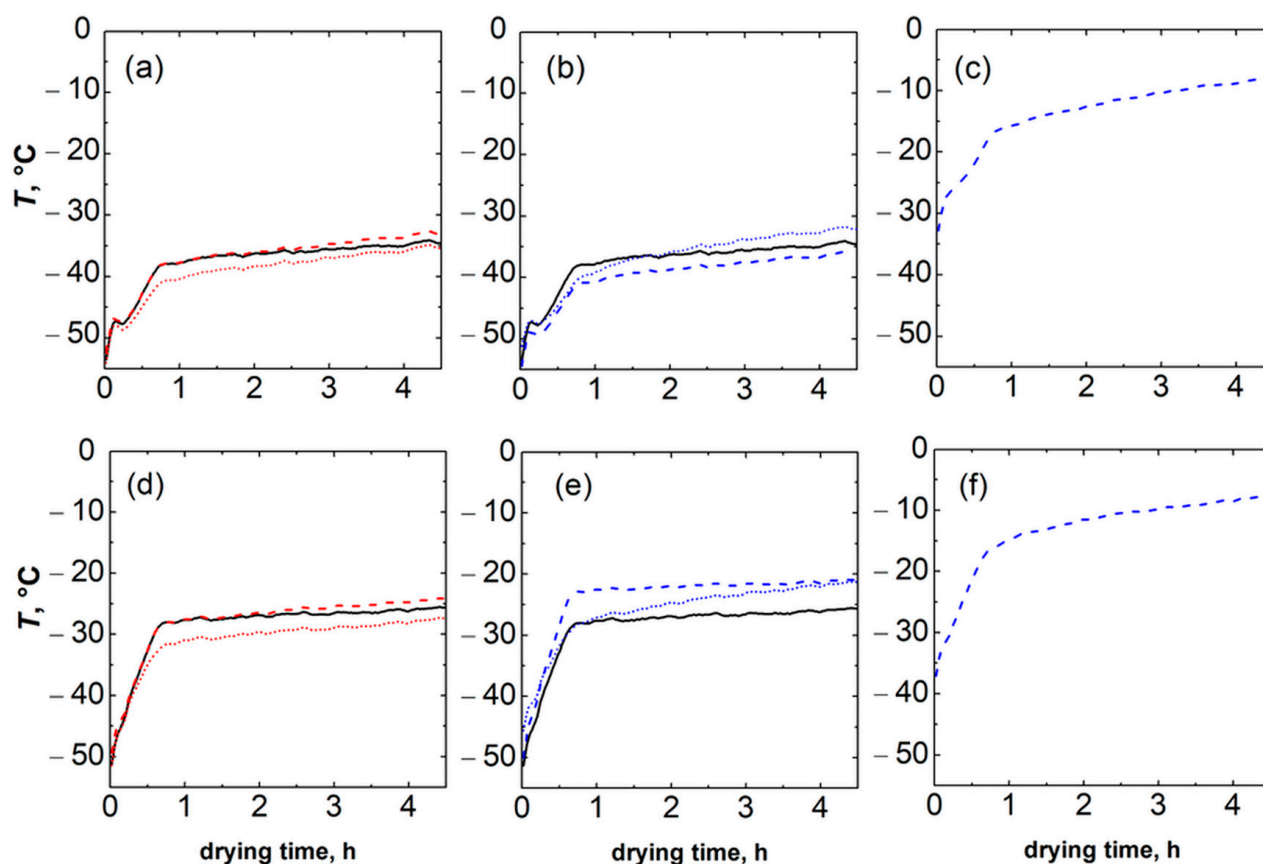 0 0 0
(a) (b) (c)
– 10 – 10 – 10
T, °C
– 20 – 20 – 20
– 30 – 30 – 30
– 40 – 40 – 40
– 50 – 50 – 50
0 1 2 3 4 0 1 2 3 4 0 1 2 3 4
0 0 0
(d) (e) (f)
– 10 – 10 – 10
T, °C
– 20 – 20 – 20
– 30 – 30 – 30
– 40 – 40 – 40
– 50 – 50 – 50
0 1 2 3 4 0 1 2 3 4 0 1 2 3 4
drying time, h drying time, h drying time, h